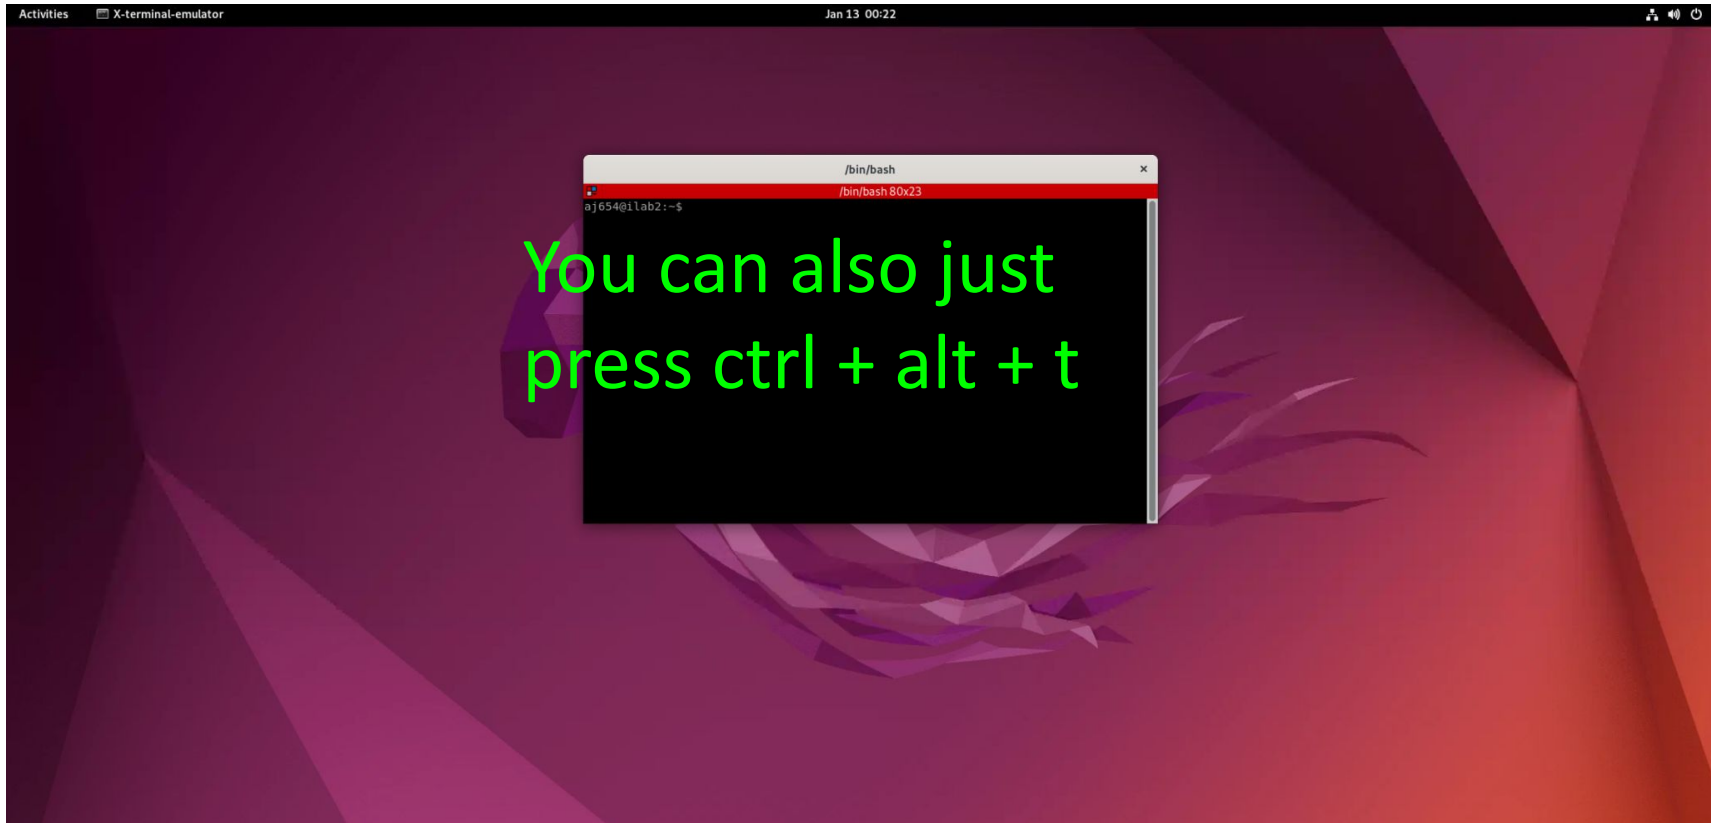 Activities X-terminal-emulator Jan 13 00:22
/bin/bash ×
/bin/bash 80x23
aj654@ilab2:~$
You can also just
press ctrl + alt + t